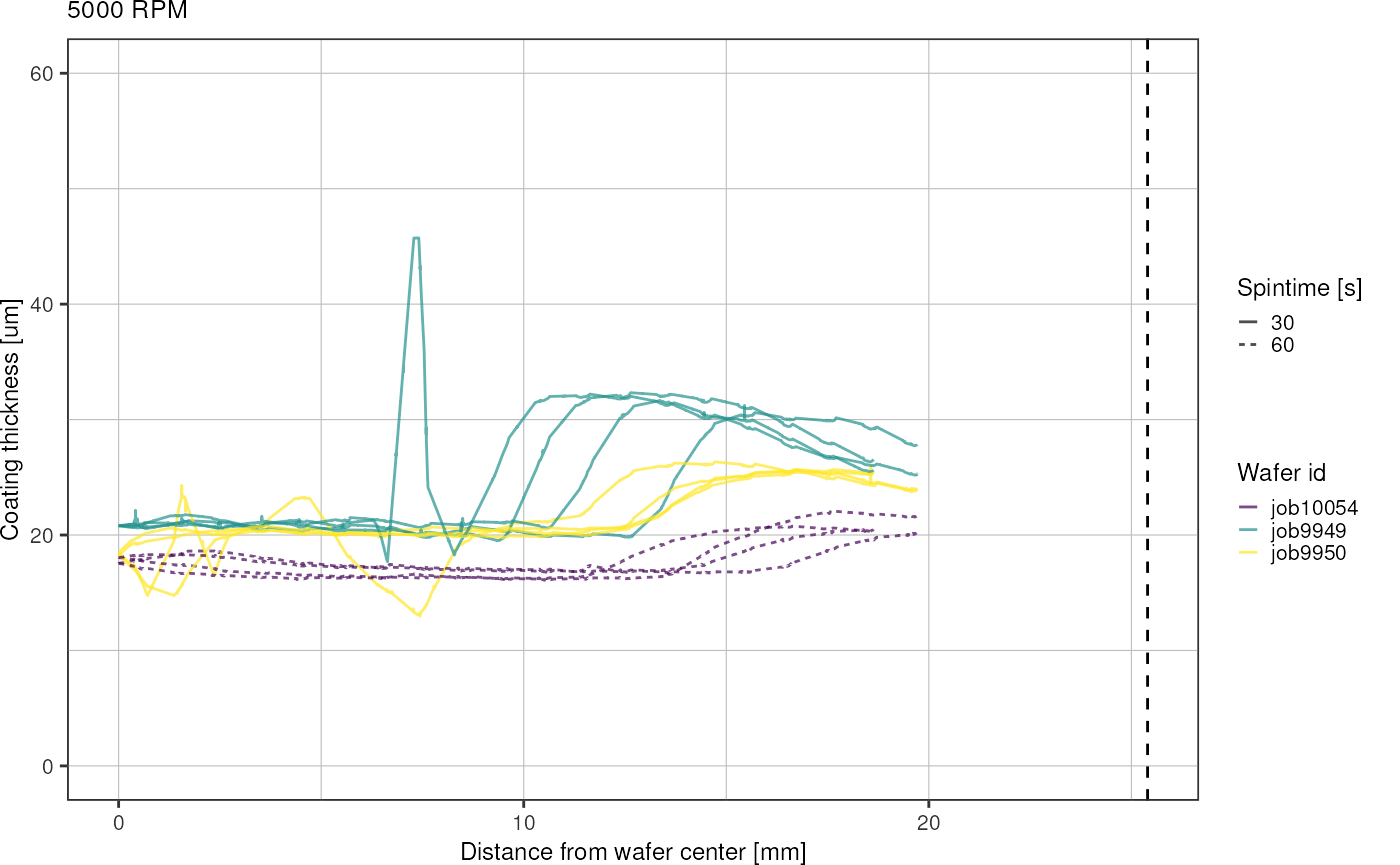 5000 RPM
60
40
20
0
Coating thickness [um]
0
10
20
Distance from wafer center [mm]
Spintime [s]
30
60
Wafer id
job10054
job9949
job9950